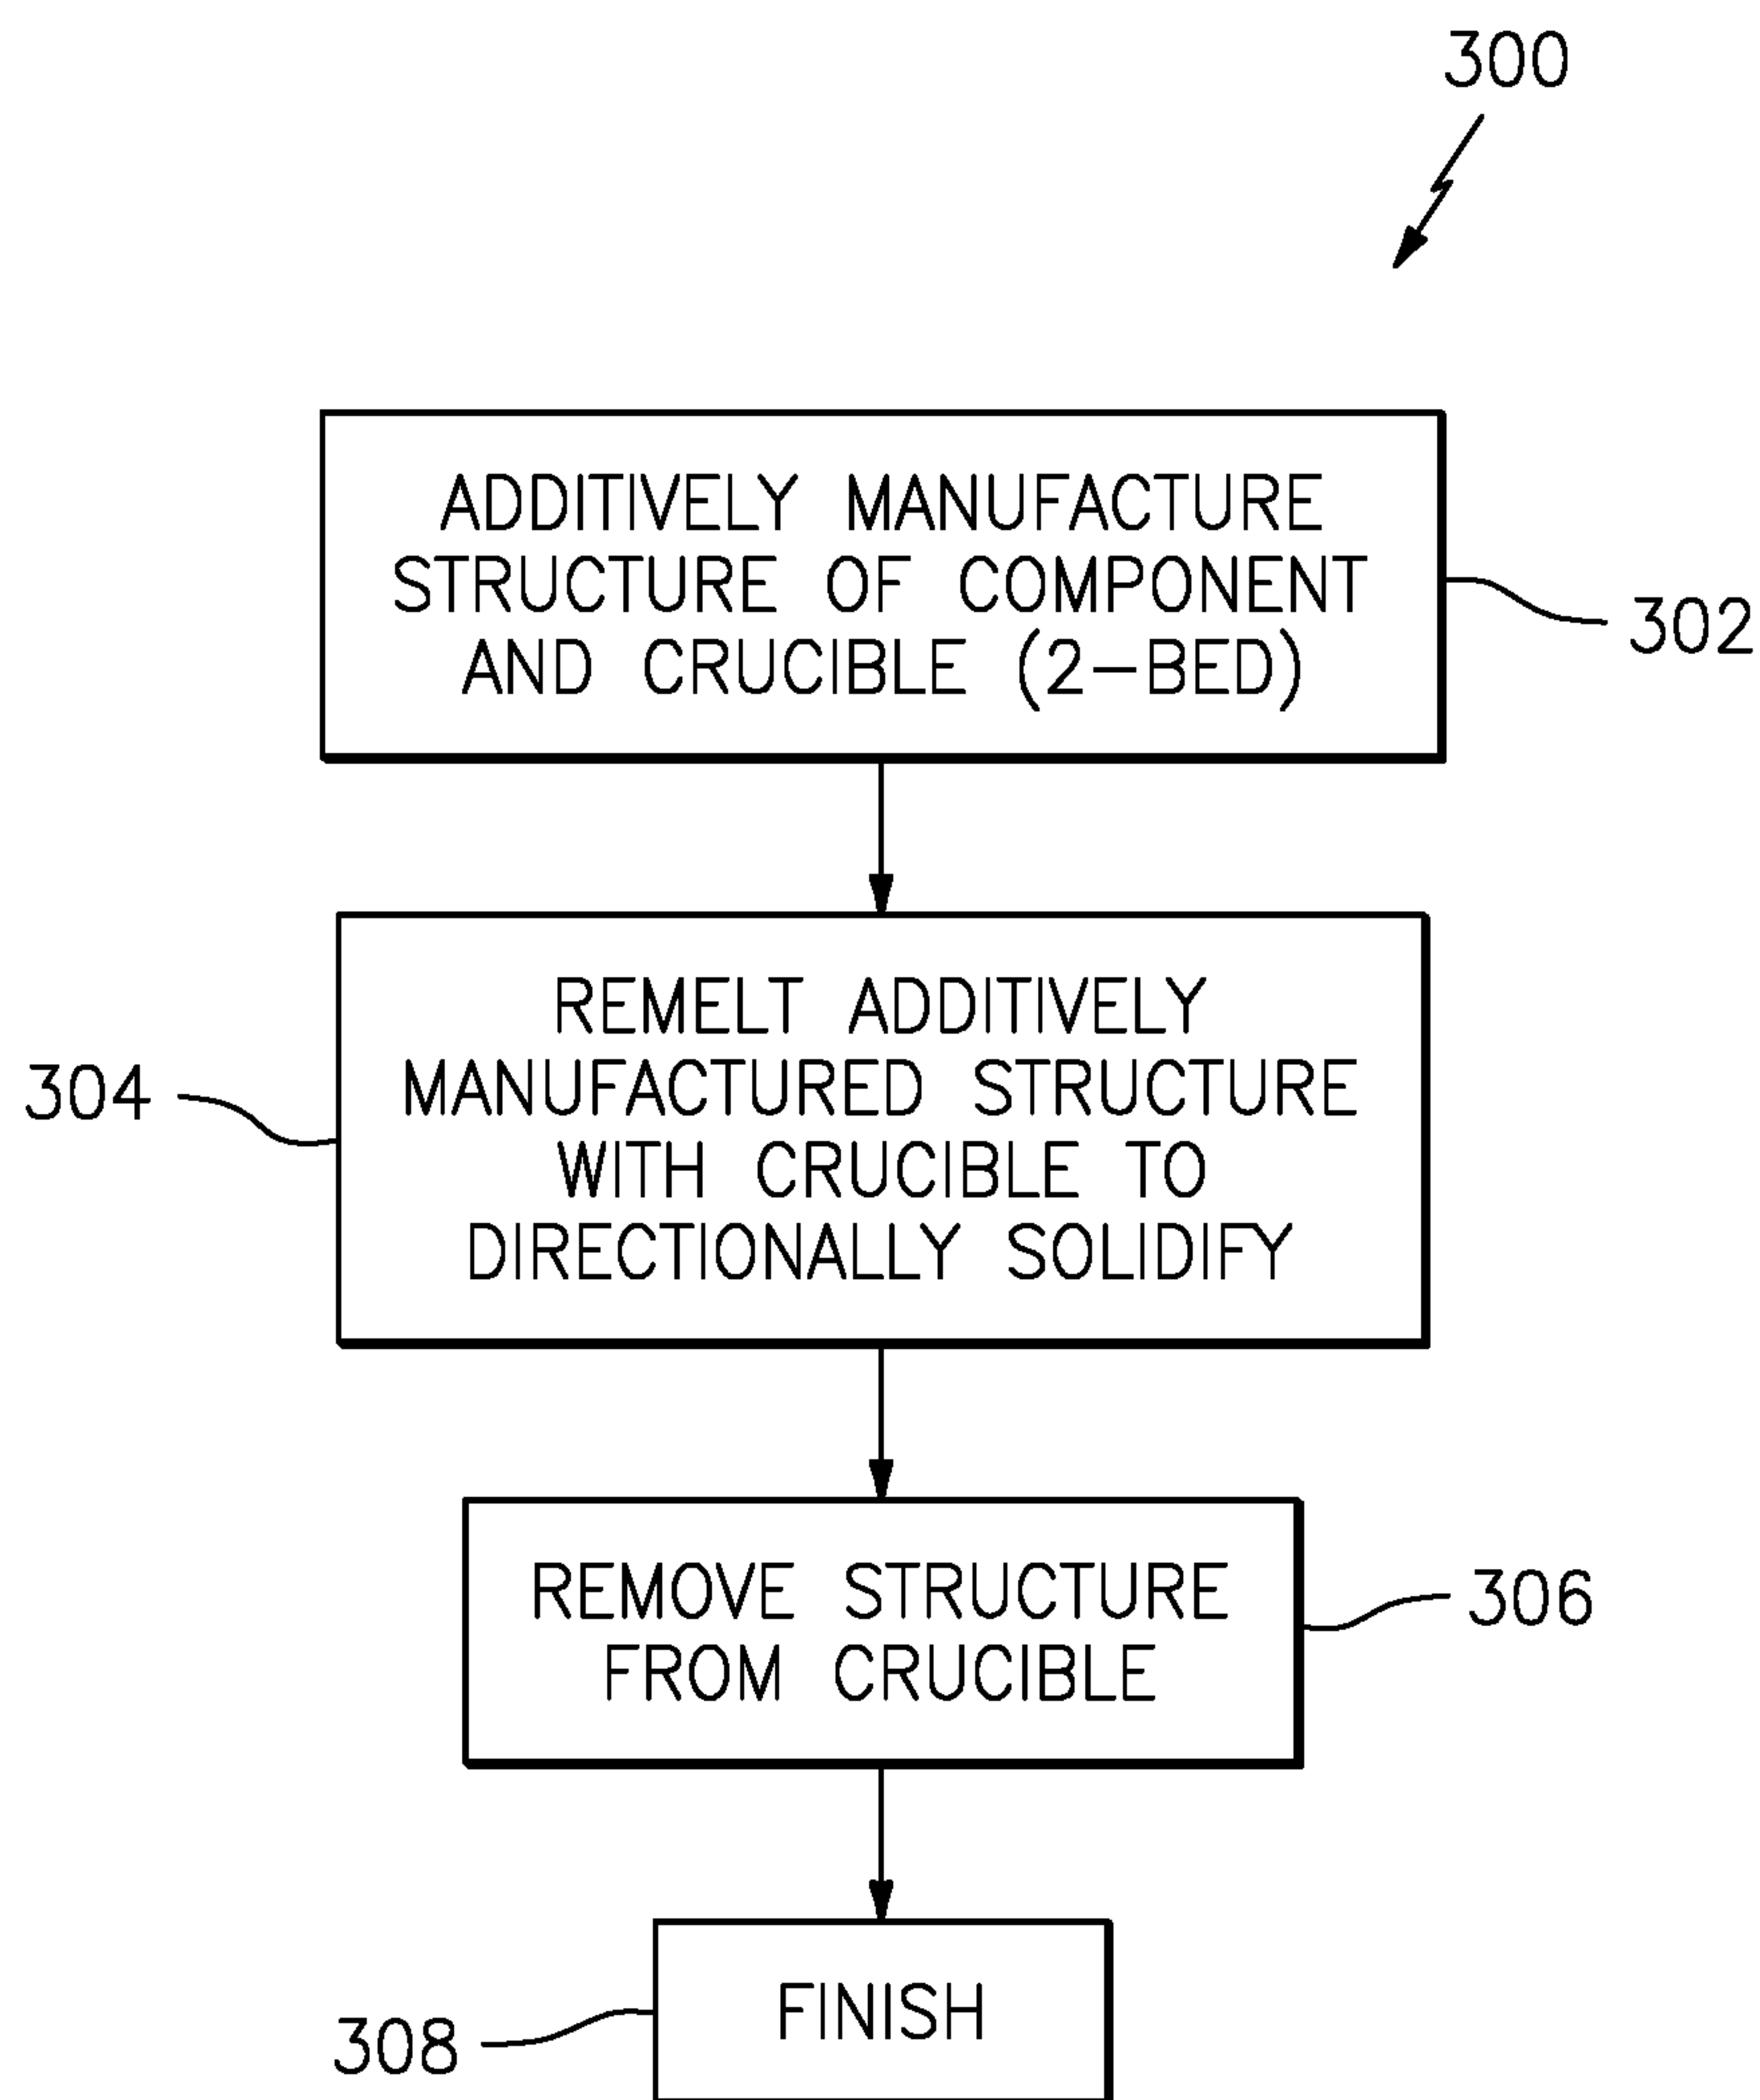 300
ADDITIVELY MANUFACTURE
STRUCTURE OF COMPONENT
AND CRUCIBLE (2-BED)
302
REMELT ADDITIVELY
MANUFACTURED STRUCTURE
WITH CRUCIBLE TO
DIRECTIONALLY SOLIDIFY
304
REMOVE STRUCTURE
FROM CRUCIBLE
306
FINISH
308